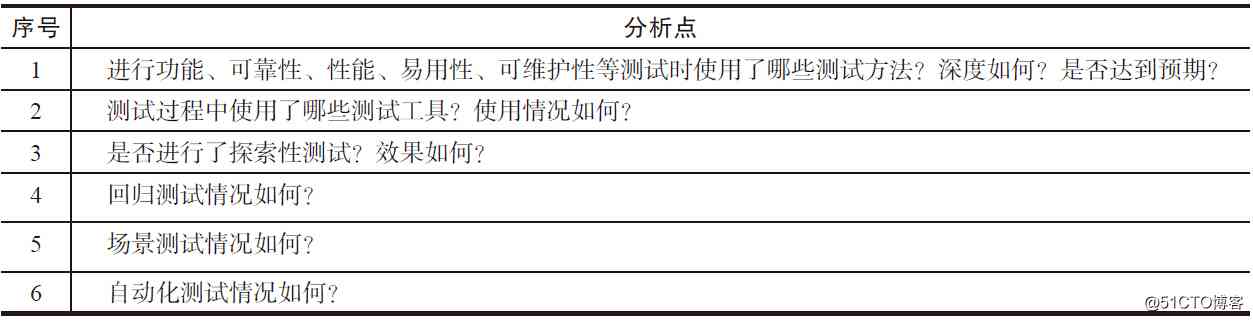 序号 分析点
1 进行功能、可靠性、性能、易用性、可维护性等测试时使用了哪些测试方法？深度如何？是否达到预期？
2 测试过程中使用了哪些测试工具？使用情况如何？
3 是否进行了探索性测试？效果如何？
4 回归测试情况如何？
5 场景测试情况如何？
6 自动化测试情况如何？
@51CTO博客